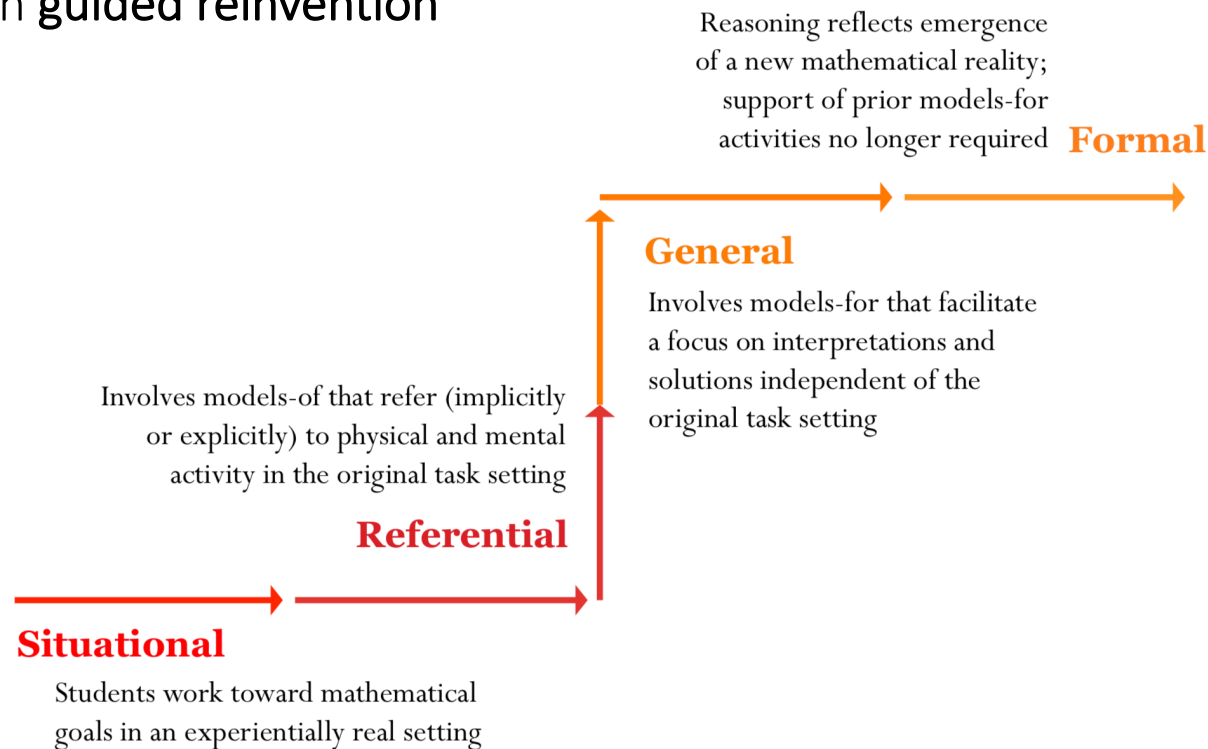 n guided reinvention
Reasoning reflects emergence
of a new mathematical reality;
support of prior models-for
activities no longer required
Formal
General
Involves models-for that facilitate
a focus on interpretations and
solutions independent of the
original task setting
Involves models-of that refer (implicitly
or explicitly) to physical and mental
activity in the original task setting
Referential
Situational
Students work toward mathematical
goals in an experientially real setting